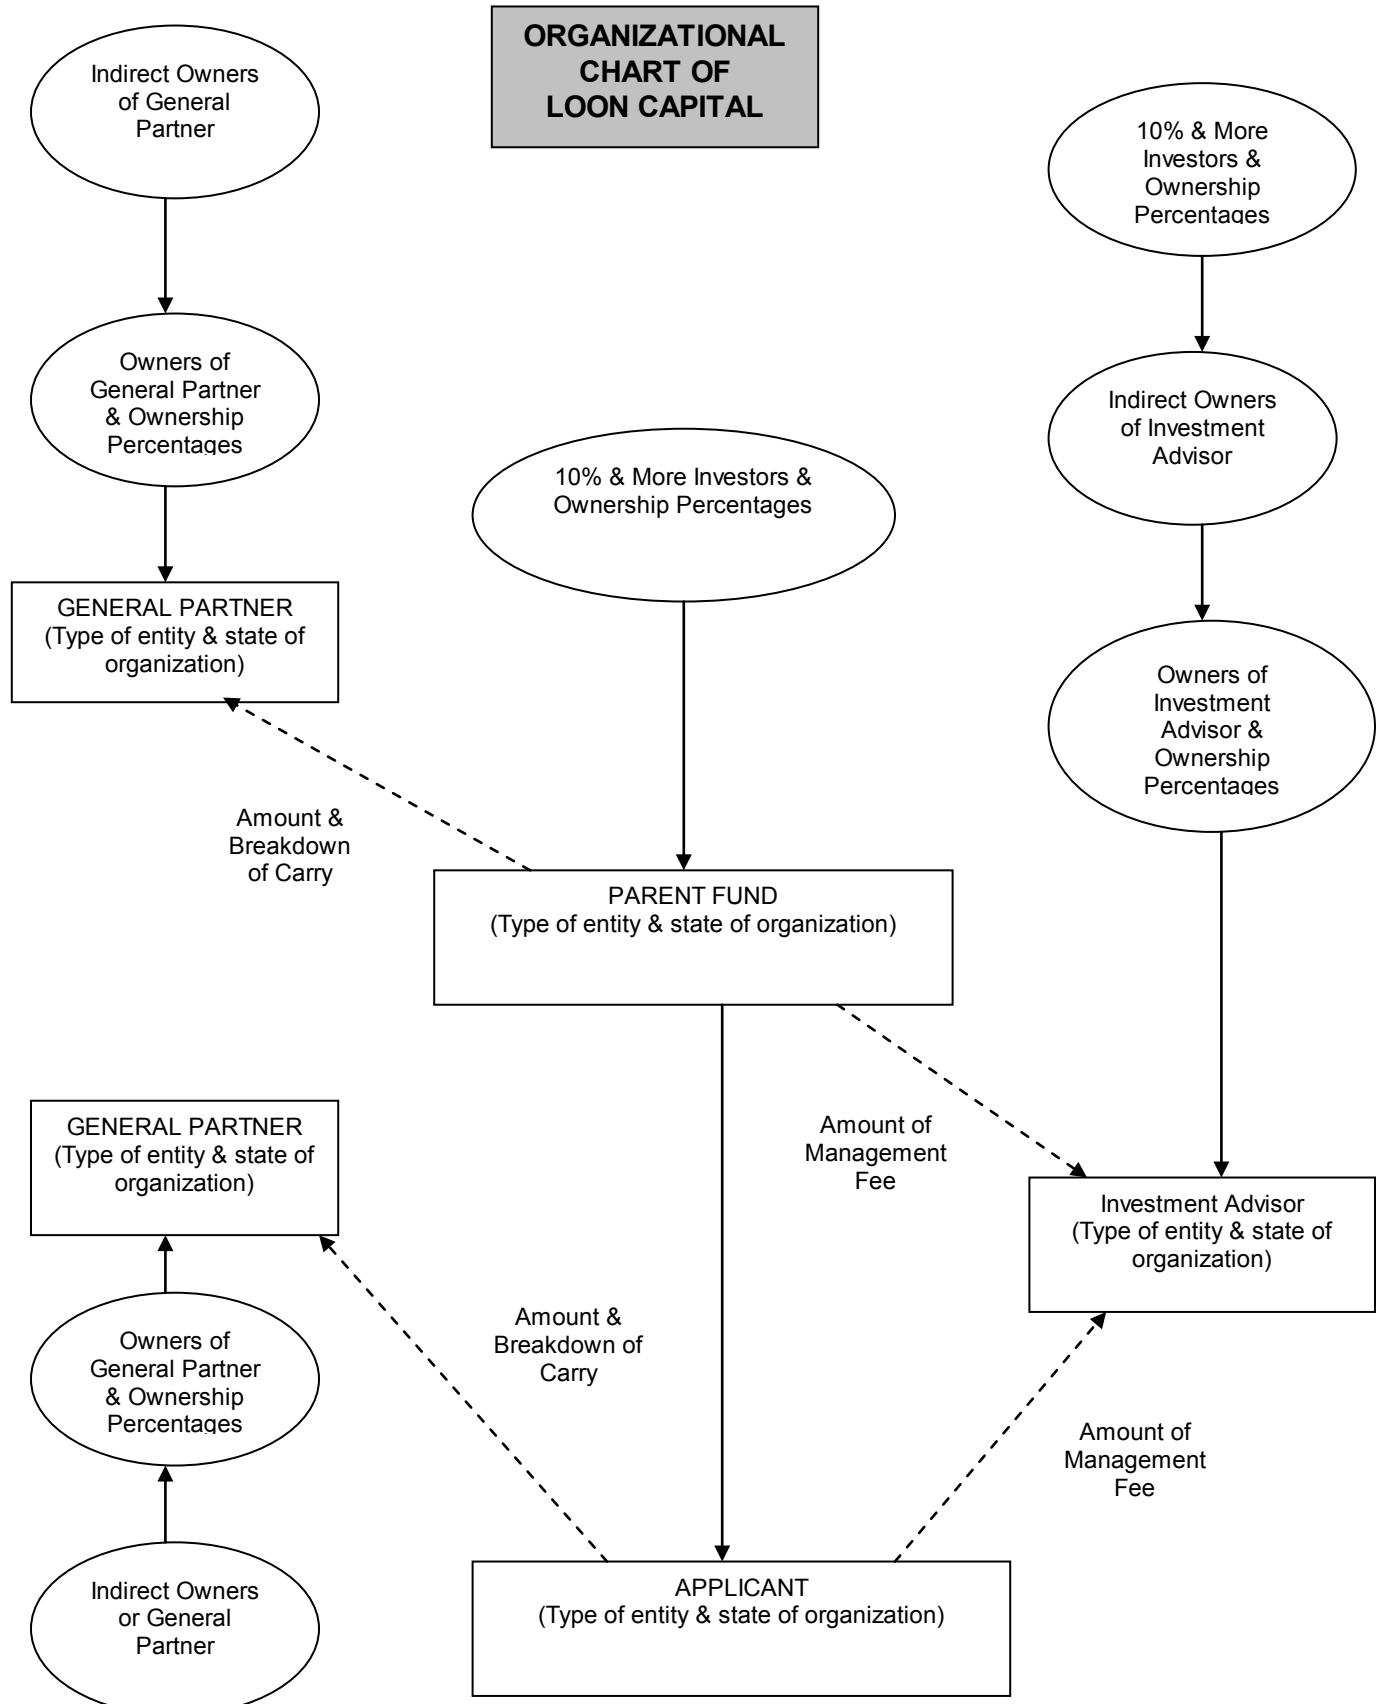 ORGANIZATIONAL
CHART OF
LOON CAPITAL
Indirect Owners
of General
Partner
10% & More
Investors &
Ownership
Percentages
Owners of
General Partner
& Ownership
Percentages
Indirect Owners
of Investment
Advisor
10% & More Investors &
Ownership Percentages
GENERAL PARTNER
(Type of entity & state of
organization)
Owners of
Investment
Advisor &
Ownership
Percentages
Amount &
Breakdown
of Carry
PARENT FUND
(Type of entity & state of organization)
GENERAL PARTNER
(Type of entity & state of
organization)
Amount of
Management
Fee
Investment Advisor
(Type of entity & state of
organization)
Amount &
Breakdown of
Carry
Owners of
General Partner
& Ownership
Percentages
Amount of
Management
Fee
Indirect Owners
or General
Partner
APPLICANT
(Type of entity & state of organization)